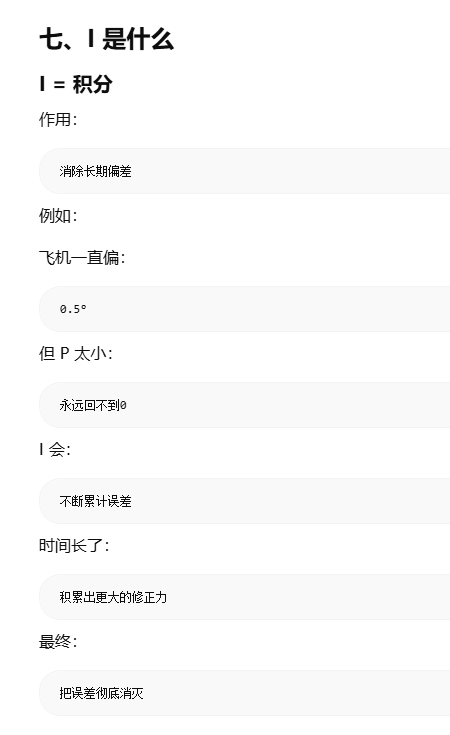 七、I 是什么
I = 积分
作用：
消除长期偏差
例如：
飞机一直偏：
0.5°
但 P 太小：
永远回不到0
I 会：
不断累计误差
时间长了：
积累出更大的修正力
最终：
把误差彻底消灭